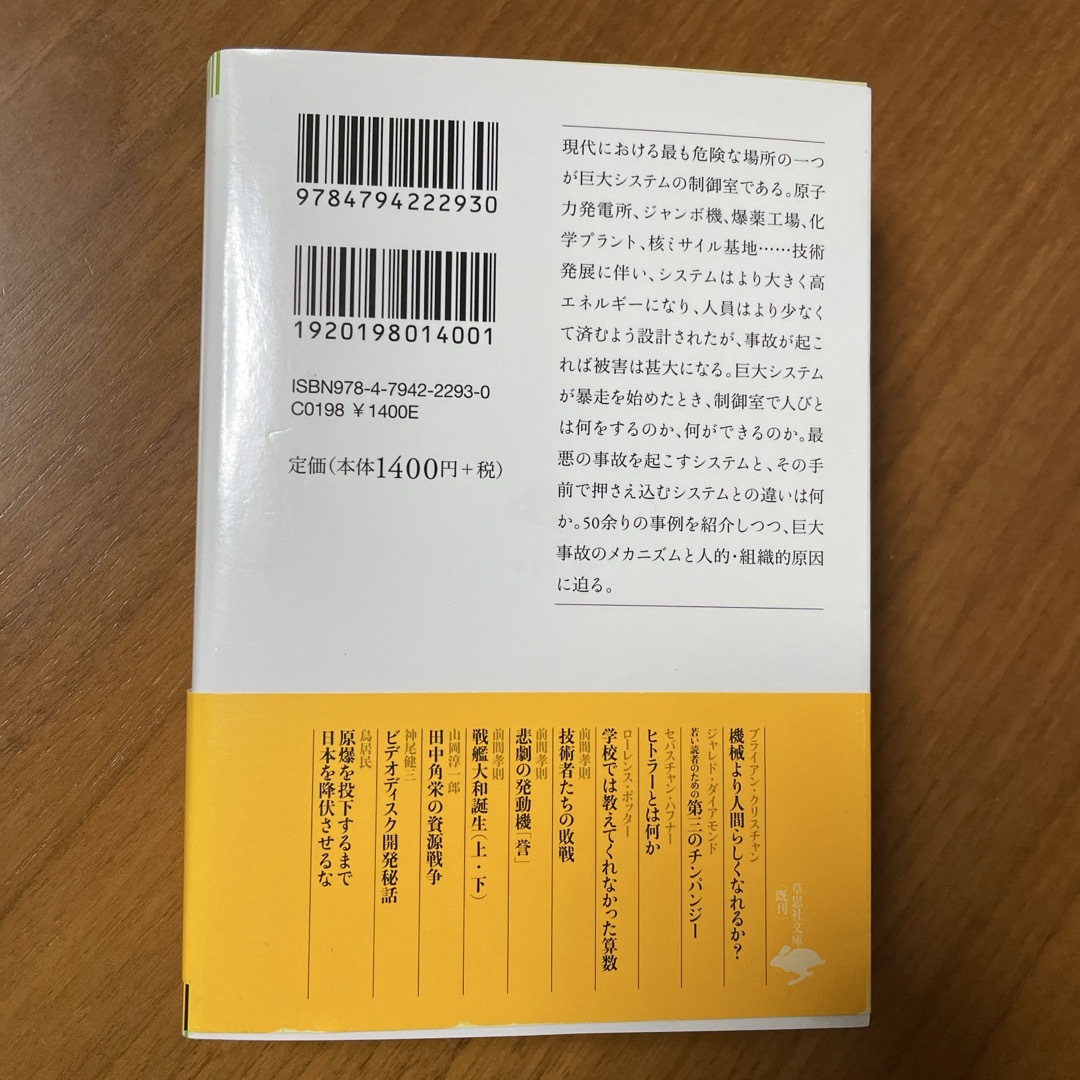 9784794222930
1920198014001
ISBN978-4-7942-2293-0
C0198 ￥1400E
定価(本体1400円+税)
現代における最も危険な場所の一つ
が巨大システムの制御室である。原子
力発電所、ジャンボ機、爆薬工場、化
学プラント、核ミサイル基地……技術
発展に伴い、システムはより大きく高
エネルギーになり、人員はより少なく
て済むよう設計されたが、事故が起こ
れば被害は甚大になる。巨大システム
が暴走を始めたとき、制御室で人びと
は何をするのか、何ができるのか。最
悪の事故を起こすシステムと、その手
前で押さえ込むシステムとの違いは何
か。50余りの事例を紹介しつつ、巨大
事故のメカニズムと人的・組織的原因
に迫る。
草思社文庫
(既刊)
ブライアン・クリスチャン
機械より人間らしくなれるか?
ジャレド・ダイアモンド
若い読者のための第三のチンパンジー
セバスチャン・ハフナー
ヒトラーとは何か
ローレンス・ポッター
学校では教えてくれなかった算数
前間孝則
技術者たちの敗戦
前間孝則
悲劇の発動機「誉」
前間孝則
戦艦大和誕生(上・下)
山岡淳一郎
田中角栄の資源戦争
神尾健三
ビデオディスク開発秘話
鳥居民
原爆を投下するまで
日本を降伏させるな